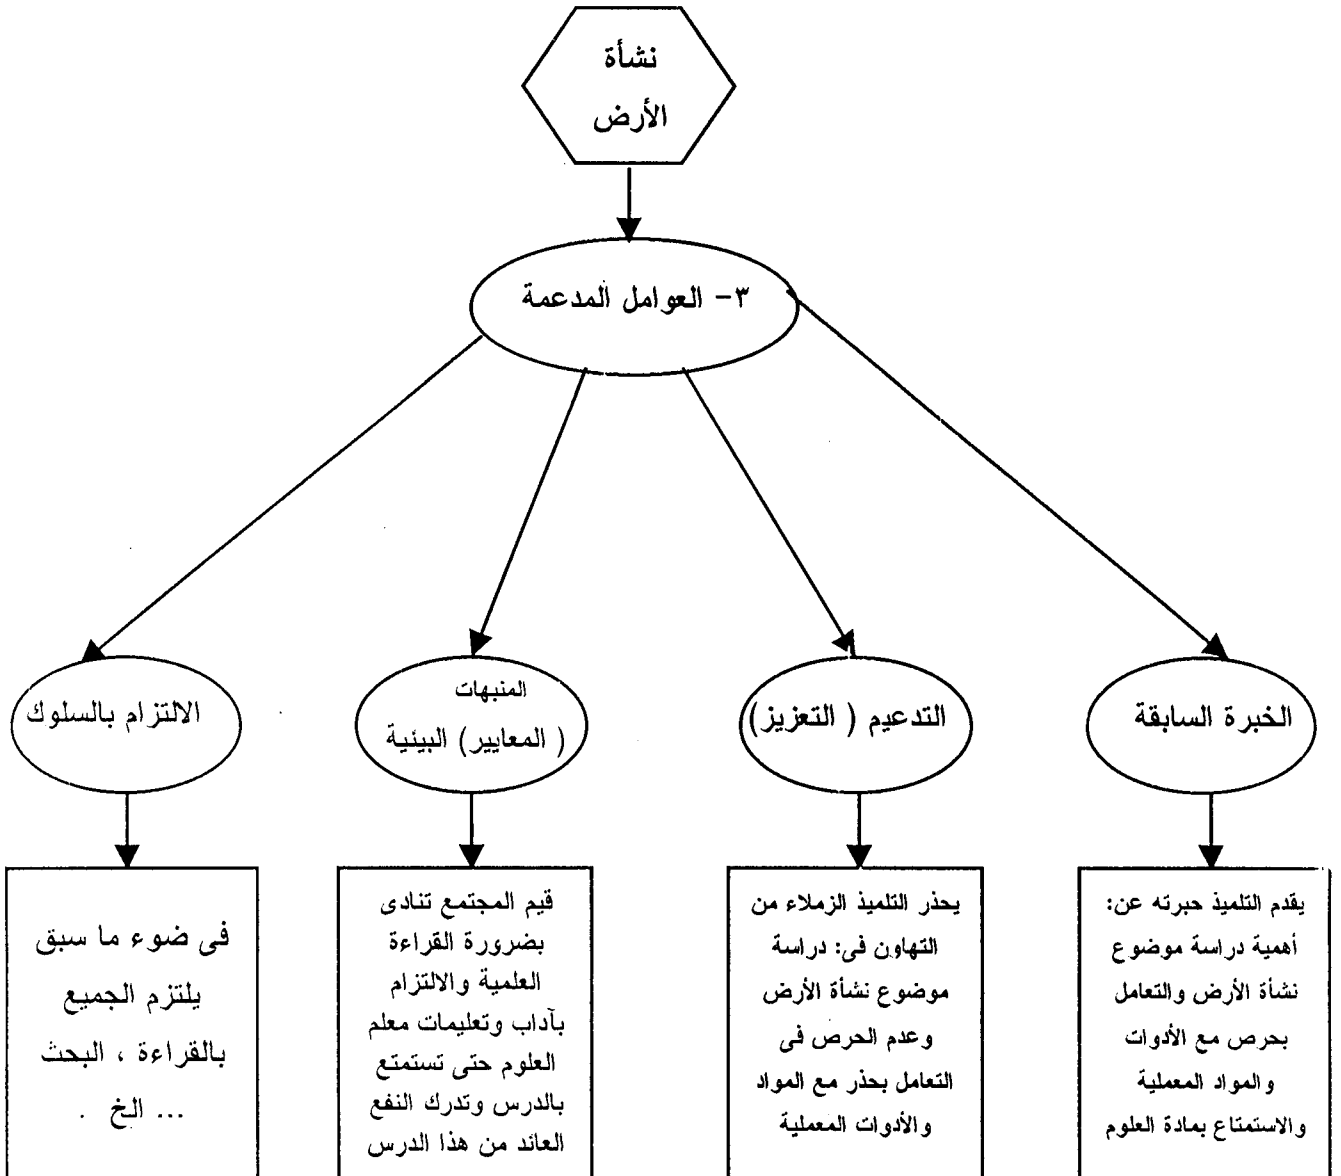 نشأة
الأرض
٣- العوامل المدعمة
الخبرة السابقة
التدعيم ( التعزيز)
المنبهات
( المعايير) البيئية
الالتزام بالسلوك
يقدم التلميذ حبرته عن:
أهمية دراسة موضوع
نشأة الأرض والتعامل
بحرص مع الأدوات
والمواد المعملية
والاستمتاع بمادة العلوم
يحذر التلميذ الزملاء من
التهاون فى: دراسة
موضوع نشأة الأرض
وعدم الحرص فى
التعامل بحذر مع المواد
والأدوات المعملية
قيم المجتمع تنادى
بضرورة القراءة
العلمية والالتزام
بآداب وتعليمات معلم
العلوم حتى تستمتع
بالدرس وتدرك النفع
العائد من هذا الدرس
فى ضوء ما سبق
يلتزم الجميع
بالقراءة ، البحث
... الخ .